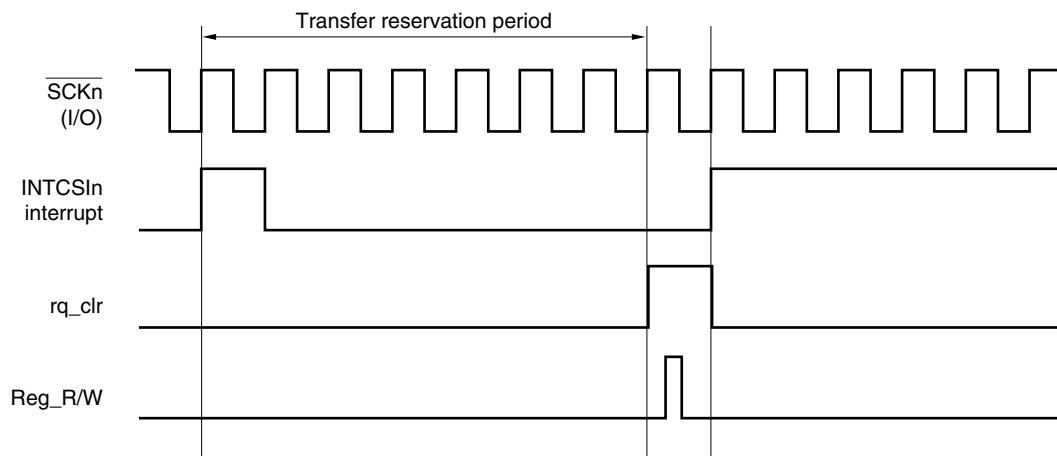 Transfer reservation period
SCKn
(I/O)
INTCSIn
interrupt
rq_clr
Reg_R/W